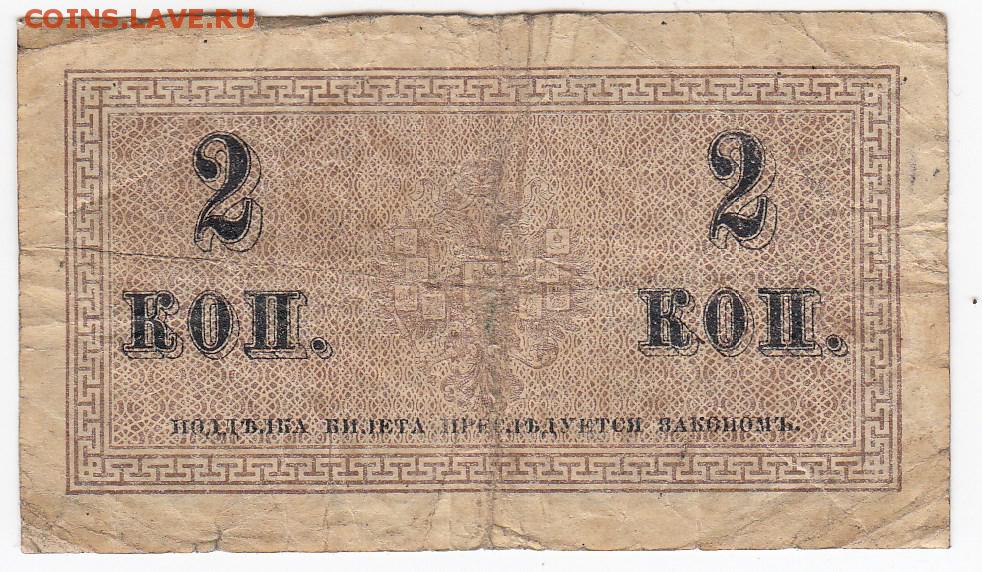 COINS.LAVE.RU
2 2
КОП. КОП.
ПОДДѢЛКА БИЛЕТА ПРЕСЛѢДУЕТСЯ ЗАКОНОМЪ.